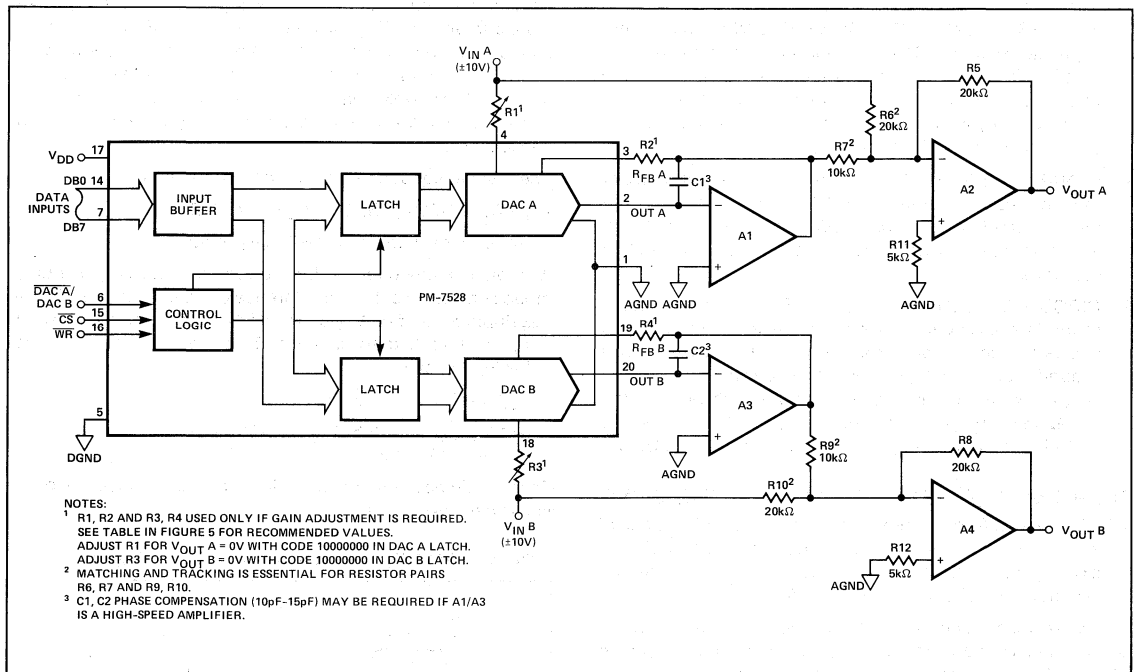 V_IN A
(±10V)
R1¹
4
R5
20kΩ
R6²
20kΩ
R7²
10kΩ
V_DD 17
DB0 14
DATA
INPUTS
7
DB7
INPUT
BUFFER
LATCH
DAC A
3
R2¹
R_FB A
C1³
2
OUT A
−
A1
+
−
A2
+
V_OUT A
R11
5kΩ
AGND
1
AGND
AGND
PM-7528
D̅A̅C̅ ̅A̅/
DAC B
6
C̅S̅
15
W̅R̅
16
CONTROL
LOGIC
LATCH
DAC B
19
R4¹
R_FB B
C2³
20
OUT B
−
A3
+
AGND
5
DGND
18
R3¹
V_IN B
(±10V)
R9²
10kΩ
R10²
20kΩ
R8
20kΩ
−
A4
+
V_OUT B
R12
5kΩ
AGND
NOTES:
¹ R1, R2 AND R3, R4 USED ONLY IF GAIN ADJUSTMENT IS REQUIRED.
SEE TABLE IN FIGURE 5 FOR RECOMMENDED VALUES.
ADJUST R1 FOR V_OUT A = 0V WITH CODE 10000000 IN DAC A LATCH.
ADJUST R3 FOR V_OUT B = 0V WITH CODE 10000000 IN DAC B LATCH.
² MATCHING AND TRACKING IS ESSENTIAL FOR RESISTOR PAIRS
R6, R7 AND R9, R10.
³ C1, C2 PHASE COMPENSATION (10pF-15pF) MAY BE REQUIRED IF A1/A3
IS A HIGH-SPEED AMPLIFIER.